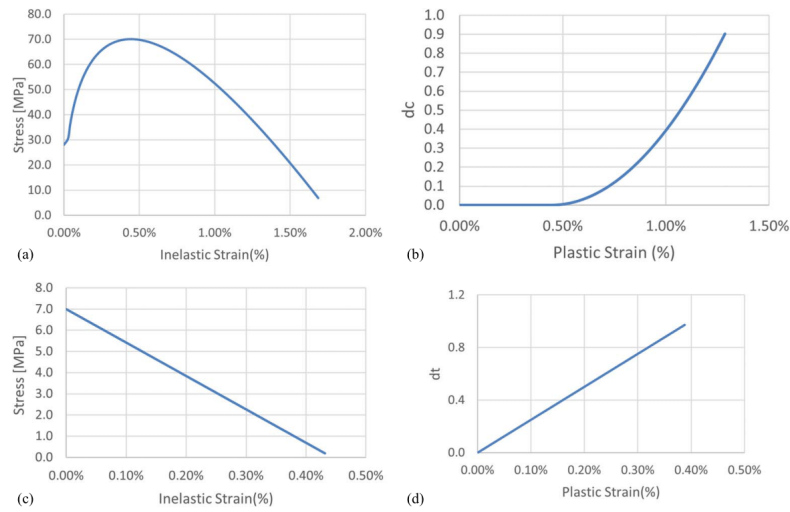 80.0
70.0
60.0
50.0
40.0
30.0
20.0
10.0
0.0
Stress [MPa]
0.00% 0.50% 1.00% 1.50% 2.00%
Inelastic Strain(%)
(a)
1.0
0.9
0.8
0.7
0.6
0.5
0.4
0.3
0.2
0.1
0.0
dc
0.00% 0.50% 1.00% 1.50%
Plastic Strain (%)
(b)
8.0
7.0
6.0
5.0
4.0
3.0
2.0
1.0
0.0
Stress [MPa]
0.00% 0.10% 0.20% 0.30% 0.40% 0.50%
Inelastic Strain(%)
(c)
1.2
0.8
0.4
0.0
dt
0.00% 0.10% 0.20% 0.30% 0.40% 0.50%
Plastic Strain(%)
(d)